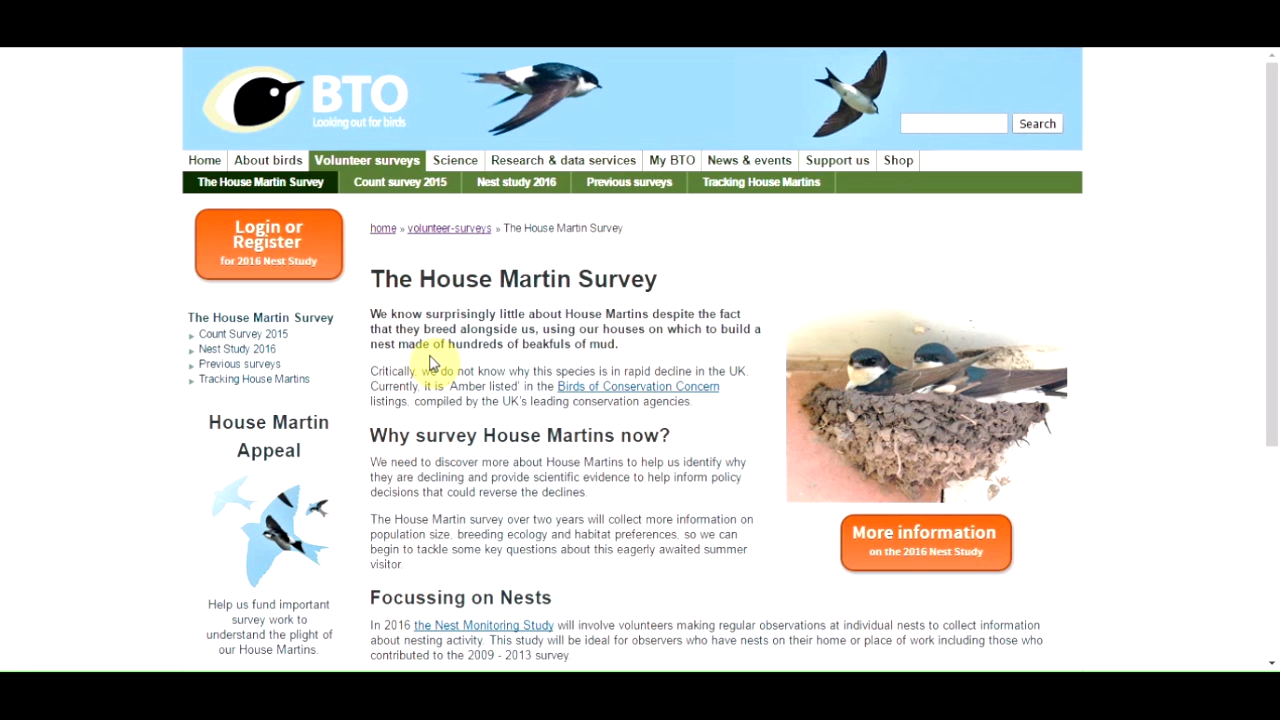 BTO
Looking out for birds
Search
Home About birds Volunteer surveys Science Research & data services My BTO News & events Support us Shop
The House Martin Survey Count survey 2015 Nest study 2016 Previous surveys Tracking House Martins
Login or
Register
for 2016 Nest Study
The House Martin Survey
Count Survey 2015
Nest Study 2016
Previous surveys
Tracking House Martins
House Martin
Appeal
Help us fund important
survey work to
understand the plight of
our House Martins.
home » volunteer-surveys » The House Martin Survey
The House Martin Survey
We know surprisingly little about House Martins despite the fact
that they breed alongside us, using our houses on which to build a
nest made of hundreds of beakfuls of mud.
Critically, we do not know why this species is in rapid decline in the UK.
Currently, it is 'Amber listed' in the Birds of Conservation Concern
listings, compiled by the UK's leading conservation agencies.
Why survey House Martins now?
We need to discover more about House Martins to help us identify why
they are declining and provide scientific evidence to help inform policy
decisions that could reverse the declines.
The House Martin survey over two years will collect more information on
population size, breeding ecology and habitat preferences, so we can
begin to tackle some key questions about this eagerly awaited summer
visitor.
More information
on the 2016 Nest Study
Focussing on Nests
In 2016 the Nest Monitoring Study will involve volunteers making regular observations at individual nests to collect information
about nesting activity. This study will be ideal for observers who have nests on their home or place of work including those who
contributed to the 2009 - 2013 survey.